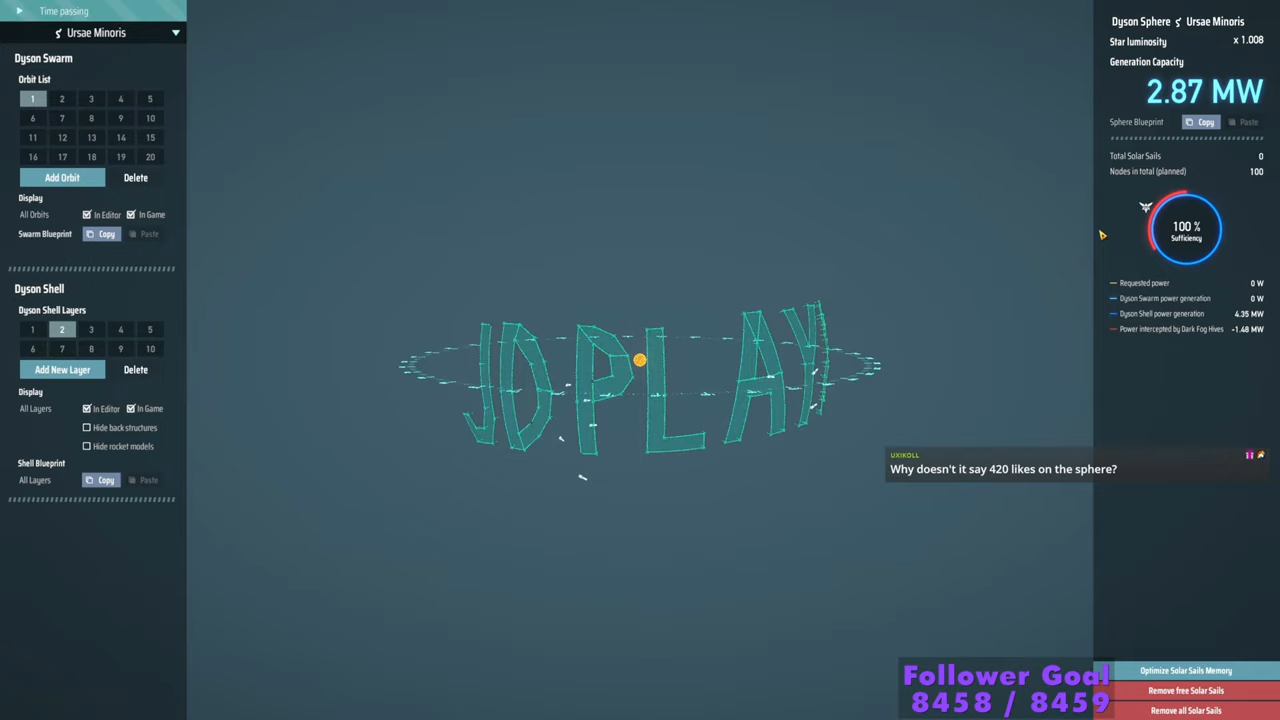 Time passing
Ursae Minoris
Dyson Swarm
Orbit List
1 2 3 4 5
6 7 8 9 10
11 12 13 14 15
16 17 18 19 20
Add Orbit Delete
Display
All Orbits In Editor In Game
Swarm Blueprint Copy Paste
Dyson Shell
Dyson Shell Layers
1 2 3 4 5
6 7 8 9 10
Add New Layer Delete
Display
All Layers In Editor In Game
Hide back structures
Hide rocket models
Shell Blueprint
All Layers Copy Paste
JDPLAY
Dyson Sphere Ursae Minoris
Star luminosity x 1.008
Generation Capacity
2.87 MW
Sphere Blueprint Copy Paste
Total Solar Sails 0
Nodes in total (planned) 100
100 %
Sufficiency
Requested power 0 W
Dyson Swarm power generation 0 W
Dyson Shell power generation 4.35 MW
Power intercepted by Dark Fog Hives -1.48 MW
UXIKOLL
Why doesn't it say 420 likes on the sphere?
Follower Goal
8458 / 8459
Optimize Solar Sails Memory
Remove free Solar Sails
Remove all Solar Sails